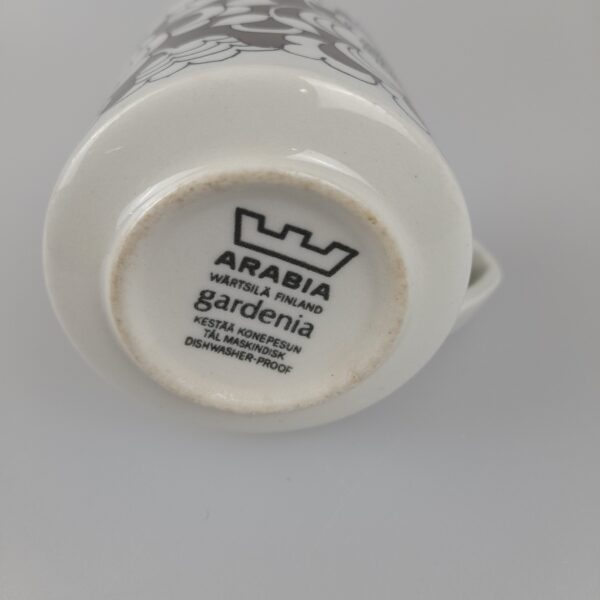 ARABIA
WÄRTSILÄ FINLAND
gardenia
KESTÄÄ KONEPESUN
TÅL MASKINDISK
DISHWASHER-PROOF